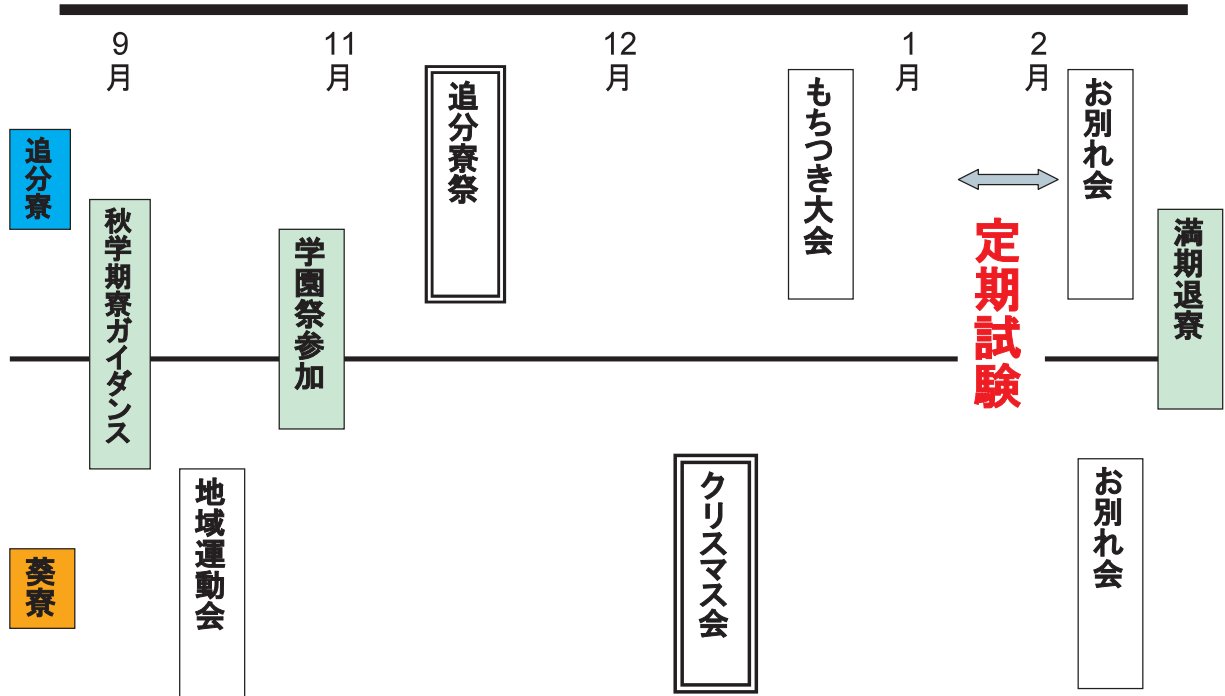 9月
11月
12月
1月
2月
追分寮
秋学期寮ガイダンス
学園祭参加
追分寮祭
もちつき大会
定期試験
お別れ会
満期退寮
葵寮
地域運動会
クリスマス会
お別れ会